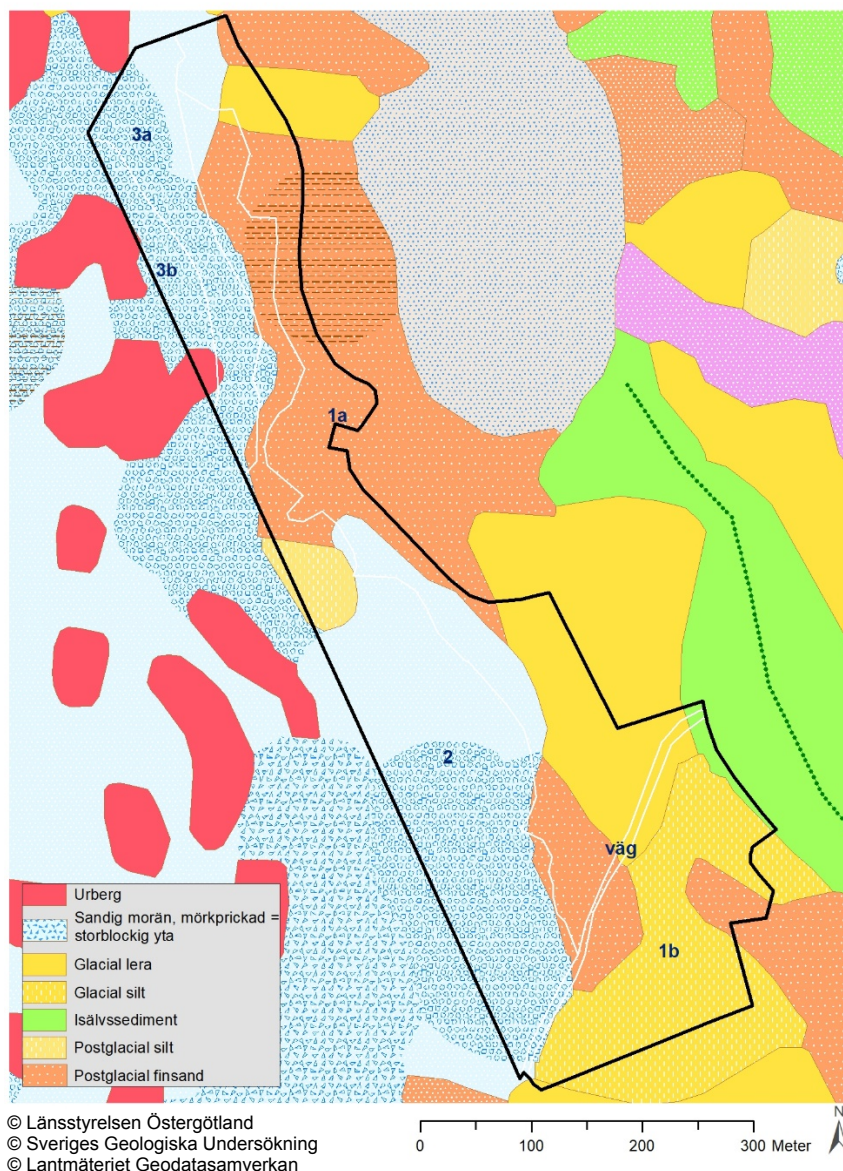 3a
3b
1a
2
väg
1b
Urberg
Sandig morän, mörkprickad =
storblockig yta
Glacial lera
Glacial silt
Isälvssediment
Postglacial silt
Postglacial finsand
© Länsstyrelsen Östergötland
© Sveriges Geologiska Undersökning
© Lantmäteriet Geodatasamverkan
0 100 200 300 Meter
N